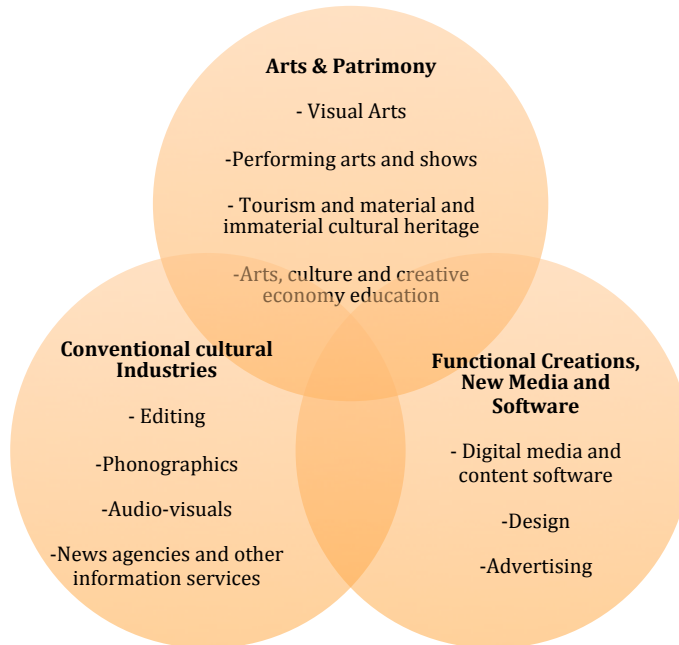 Arts & Patrimony
- Visual Arts
-Performing arts and shows
- Tourism and material and
immaterial cultural heritage
-Arts, culture and creative
economy education
Conventional cultural
Industries
- Editing
-Phonographics
-Audio-visuals
-News agencies and other
information services
Functional Creations,
New Media and
Software
- Digital media and
content software
-Design
-Advertising